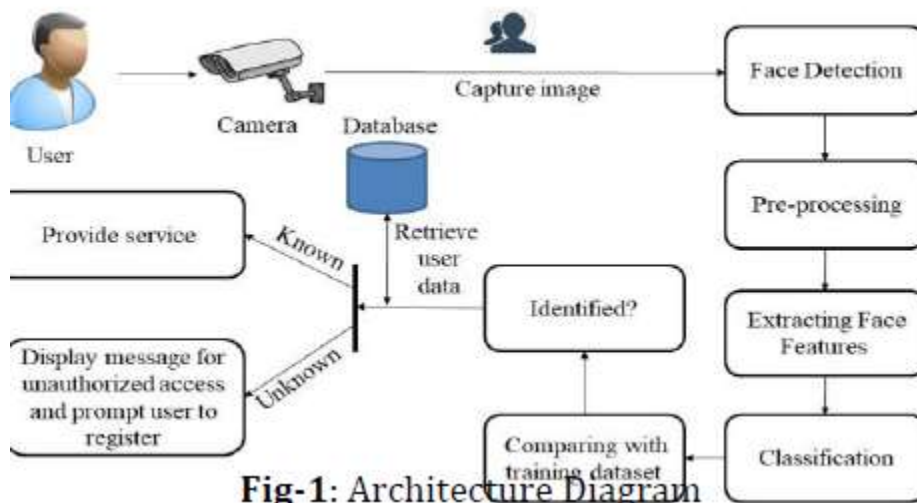 User
Camera
Capture image
Face Detection
Database
Pre-processing
Provide service
Known
Retrieve
user
data
Identified?
Extracting Face
Features
Display message for
unauthorized access
and prompt user to
register
Unknown
Comparing with
training dataset
Classification
Fig-1: Architecture Diagram